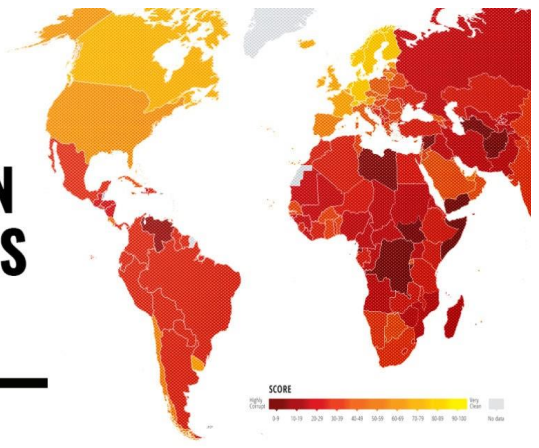 N
S
SCORE
Highly Corrupt
Very Clean
0-9 10-19 20-29 30-39 40-49 50-59 60-69 70-79 80-89 90-100 No data